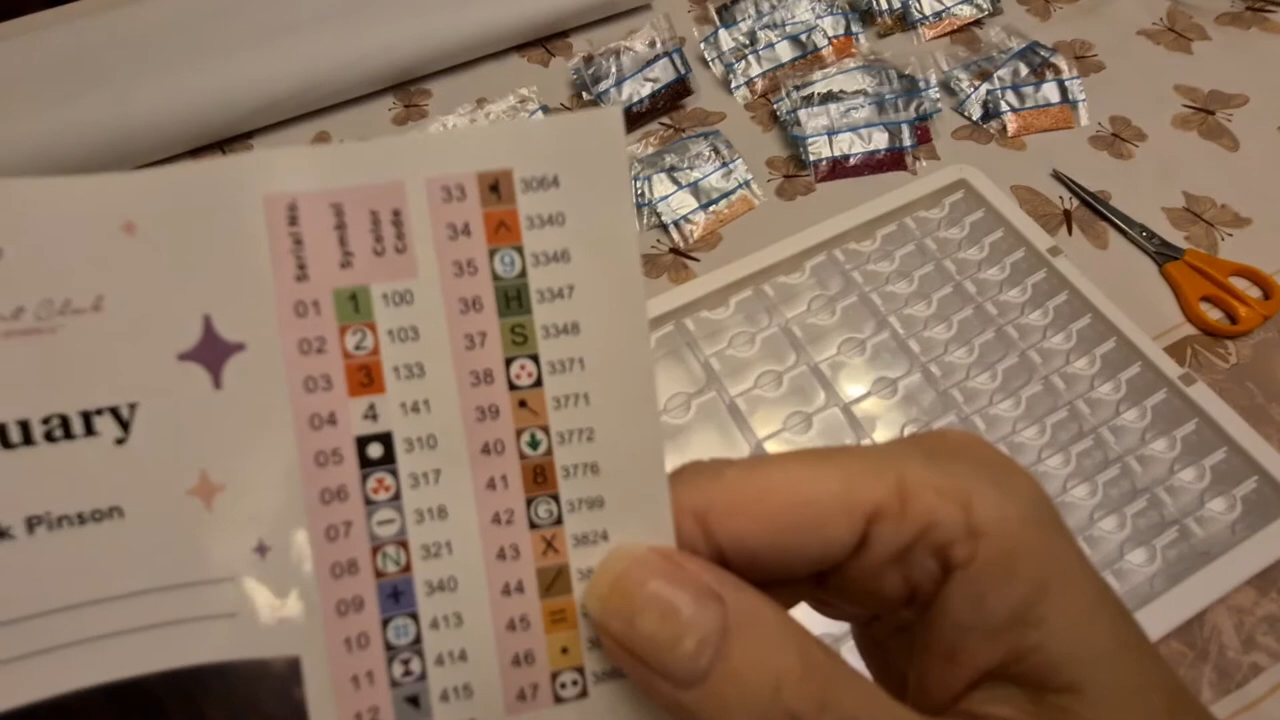 uary
k Pinson
Serial No. Symbol Color Code
01 1 100
02 2 103
03 3 133
04 4 141
05 310
06 317
07 318
08 N 321
09 + 340
10 413
11 414
12 415
33 3064
34 3340
35 9 3346
36 H 3347
37 S 3348
38 3371
39 3771
40 3772
41 8 3776
42 G 3799
43 X 3824
44 /
45 =
46
47